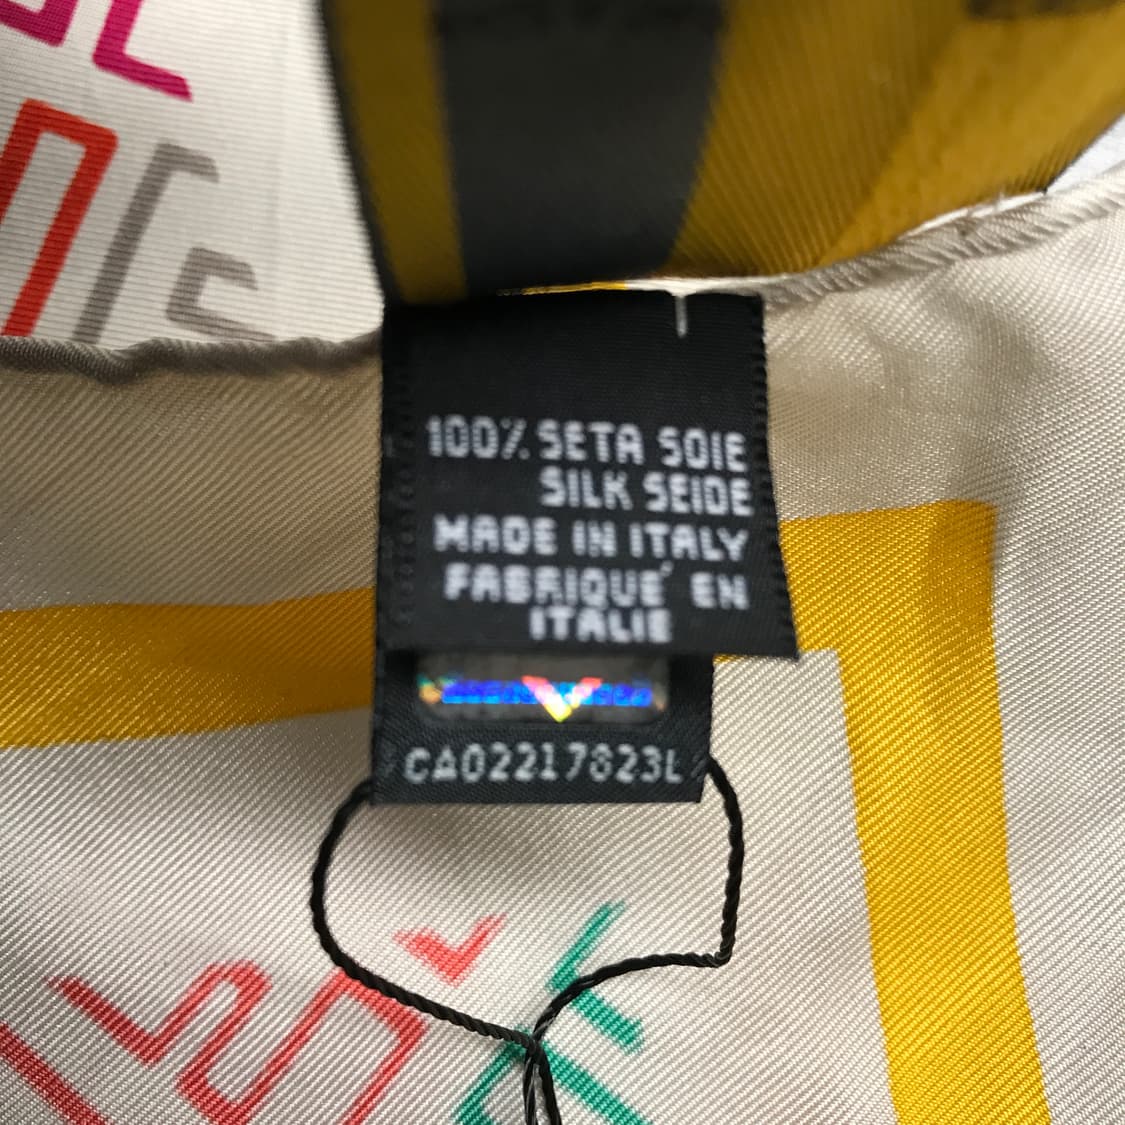 100% SETA SOIE
SILK SEIDE
MADE IN ITALY
FABRIQUE' EN
ITALIE
CA02217823L